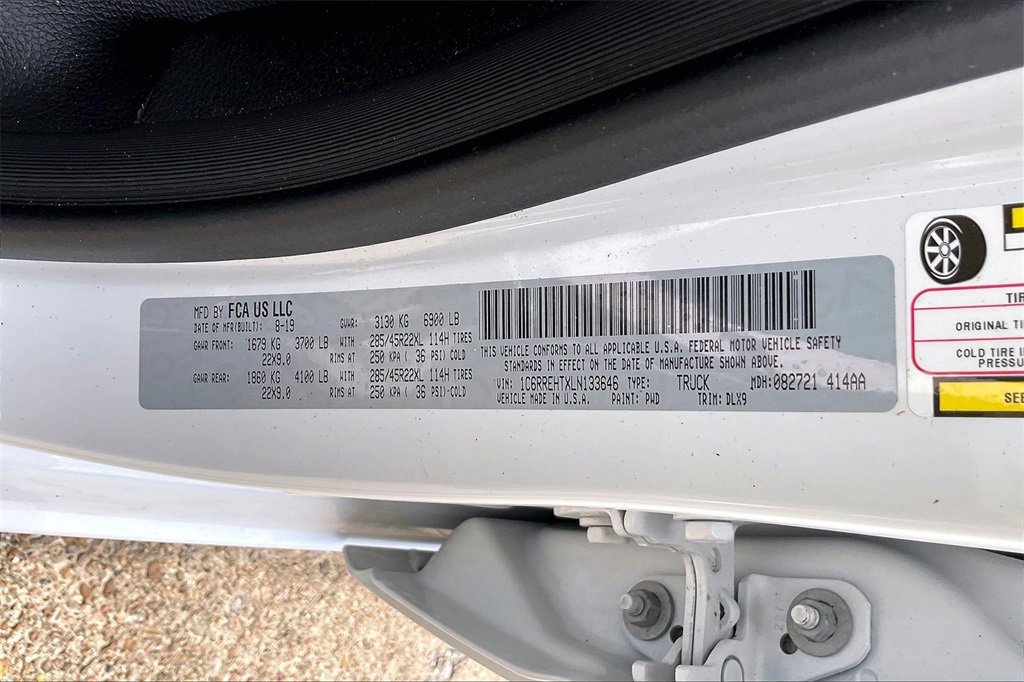 MFD BY FCA US LLC
DATE OF MFR(BUILT): 8-19 GVWR: 3130 KG 6900 LB
GAWR FRONT: 1679 KG 3700 LB WITH 285/45R22XL 114H TIRES
22X9.0 RIMS AT 250 KPA ( 36 PSI) COLD
GAWR REAR: 1860 KG 4100 LB WITH 285/45R22XL 114H TIRES
22X9.0 RIMS AT 250 KPA ( 36 PSI)-COLD
THIS VEHICLE CONFORMS TO ALL APPLICABLE U.S.A. FEDERAL MOTOR VEHICLE SAFETY
STANDARDS IN EFFECT ON THE DATE OF MANUFACTURE SHOWN ABOVE.
VIN: 1C6RREHTXLN133646 TYPE: TRUCK MDH:082721 414AA
VEHICLE MADE IN U.S.A. PAINT: PWD TRIM: DLX9
TIR
ORIGINAL TI
COLD TIRE I
PRESSU
SEE
227